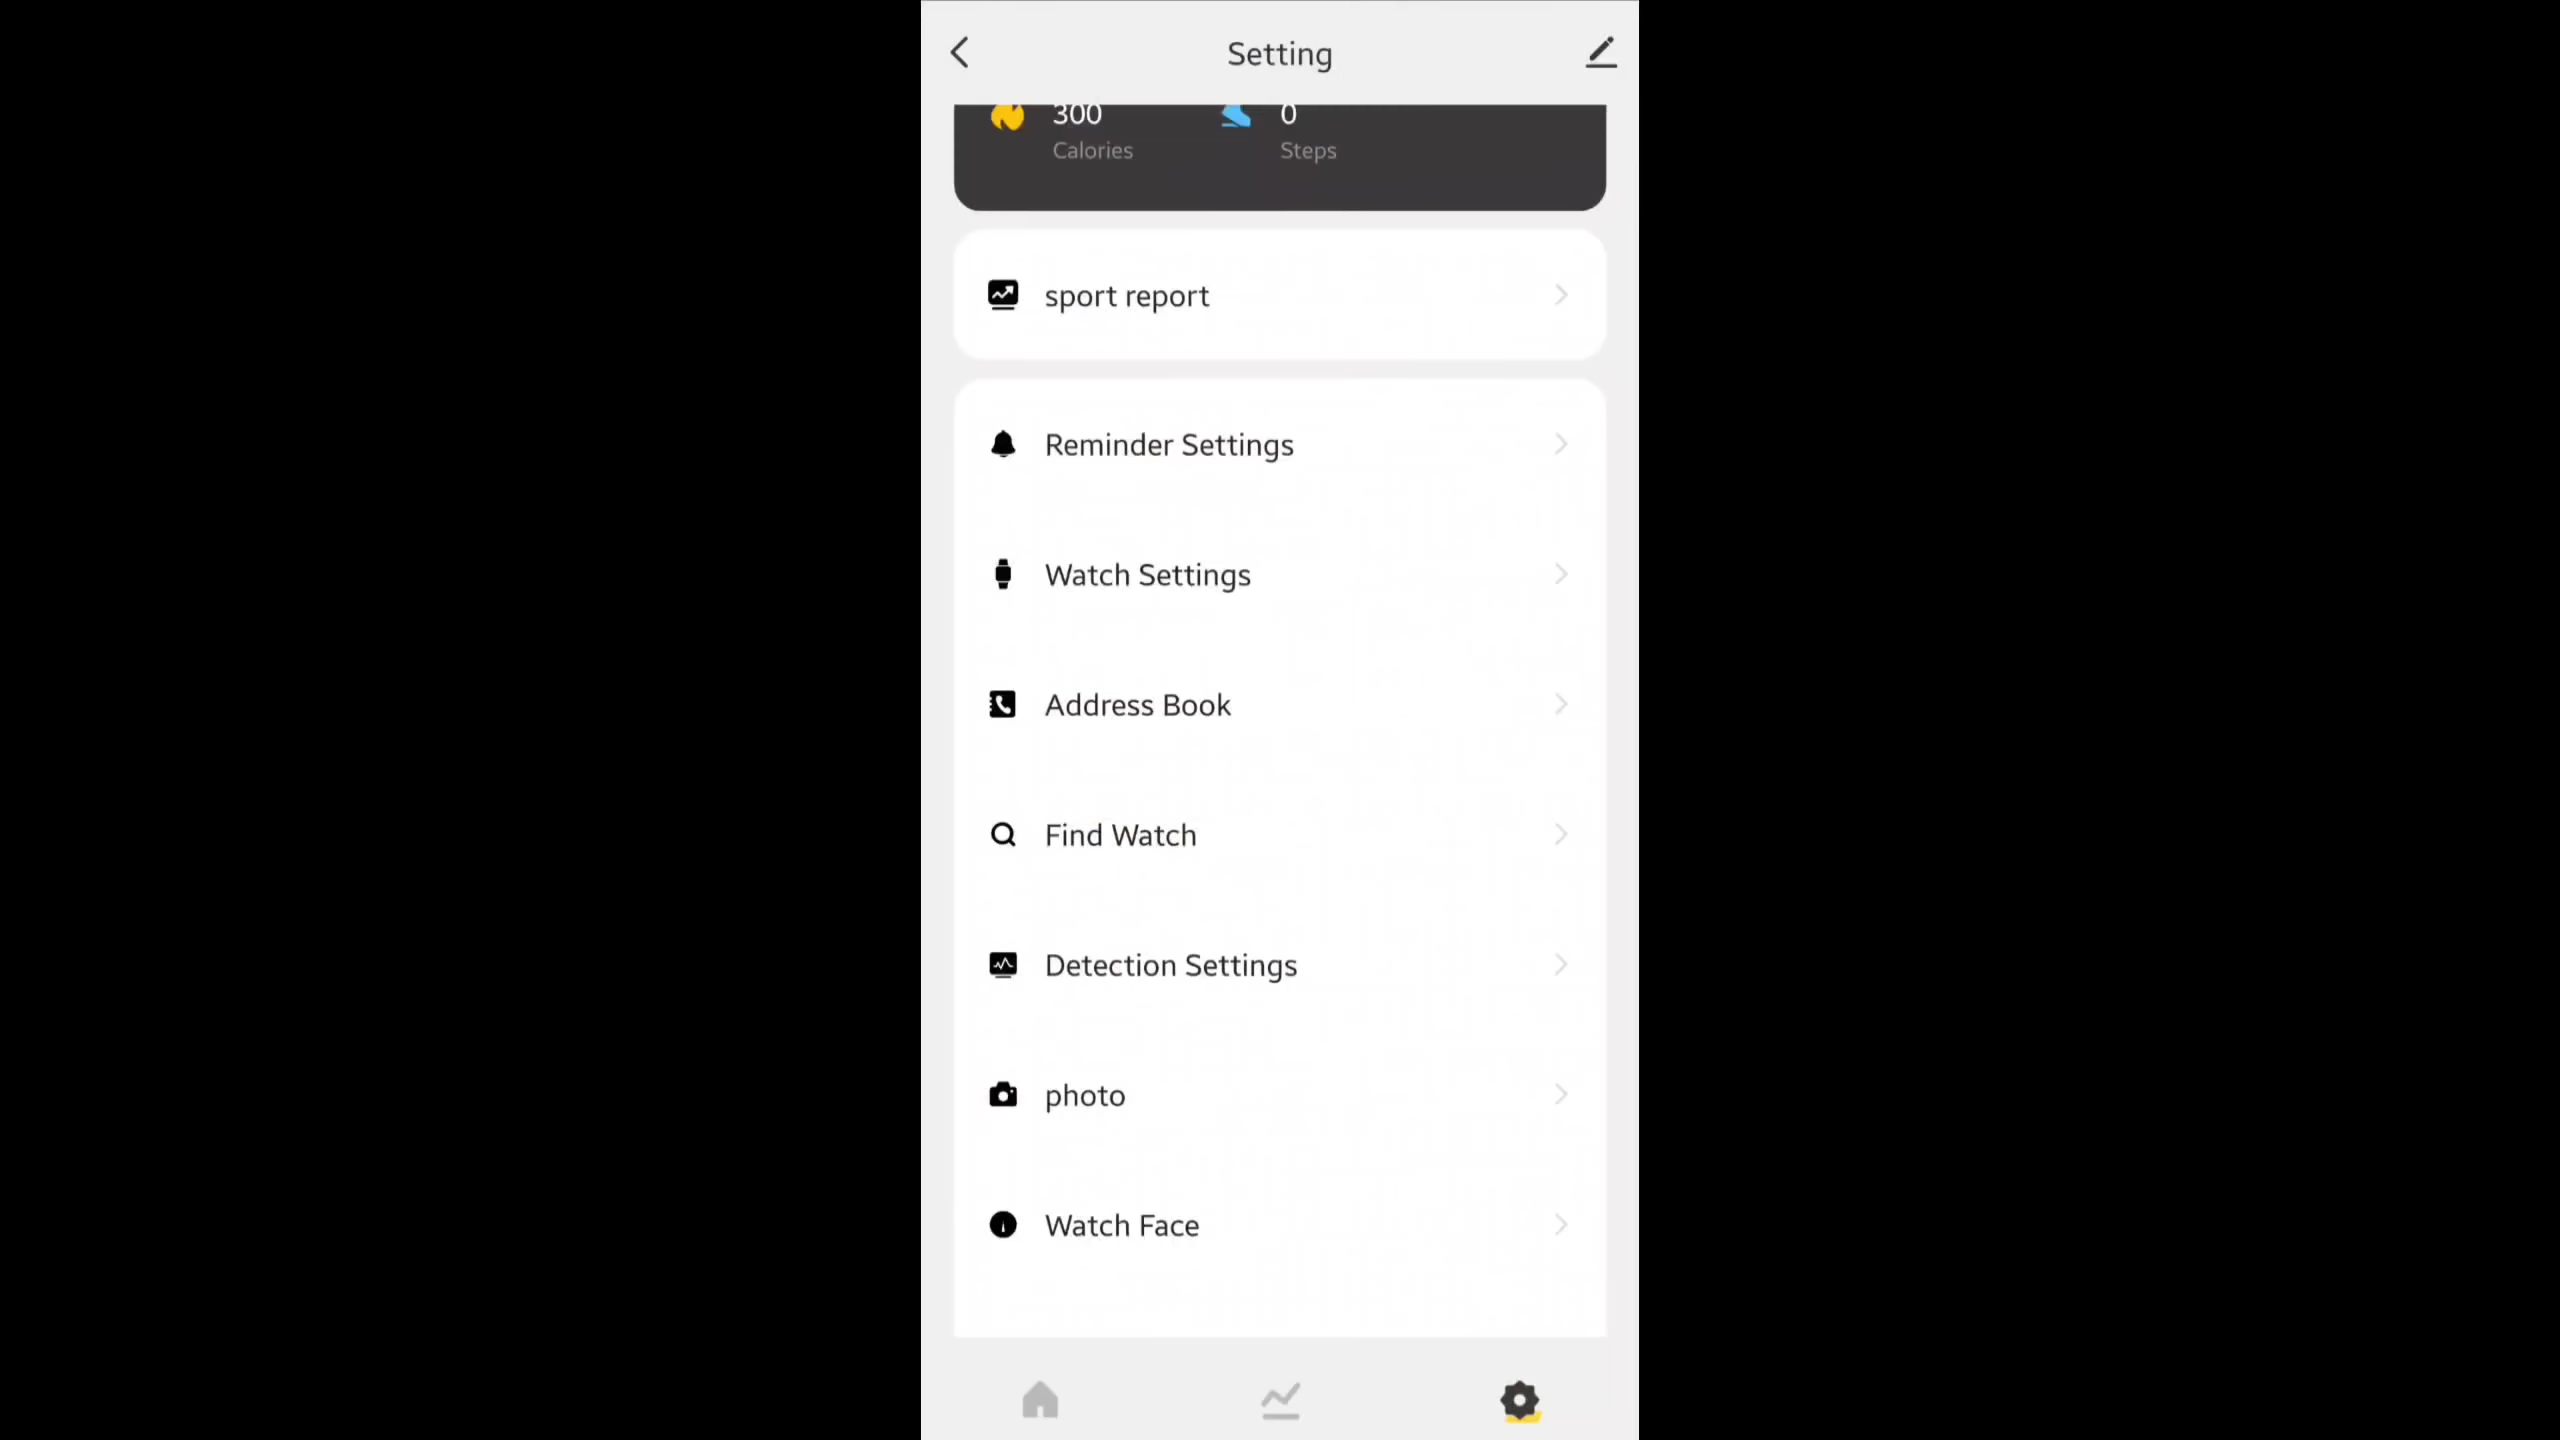 Setting
300
0
Calories
Steps
sport report
Reminder Settings
Watch Settings
Address Book
Find Watch
Detection Settings
photo
Watch Face